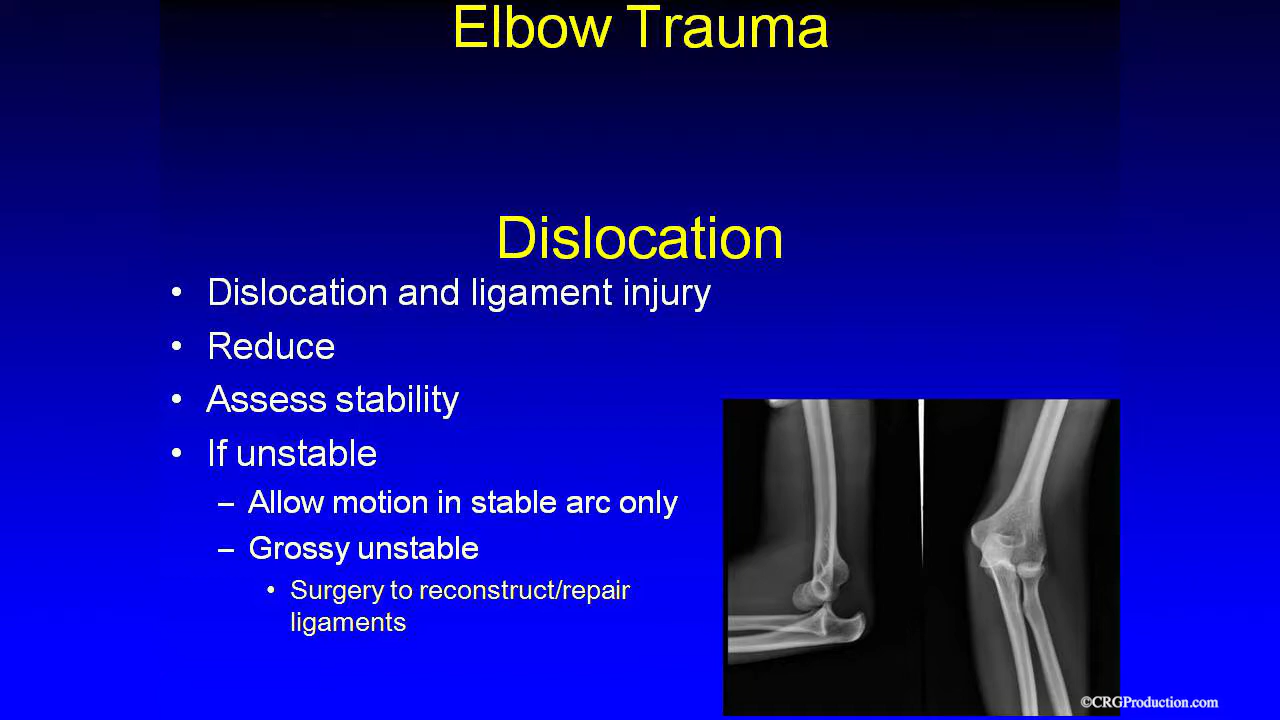 Elbow Trauma
Dislocation
• Dislocation and ligament injury
• Reduce
• Assess stability
• If unstable
– Allow motion in stable arc only
– Grossy unstable
• Surgery to reconstruct/repair
ligaments
©CRGProduction.com